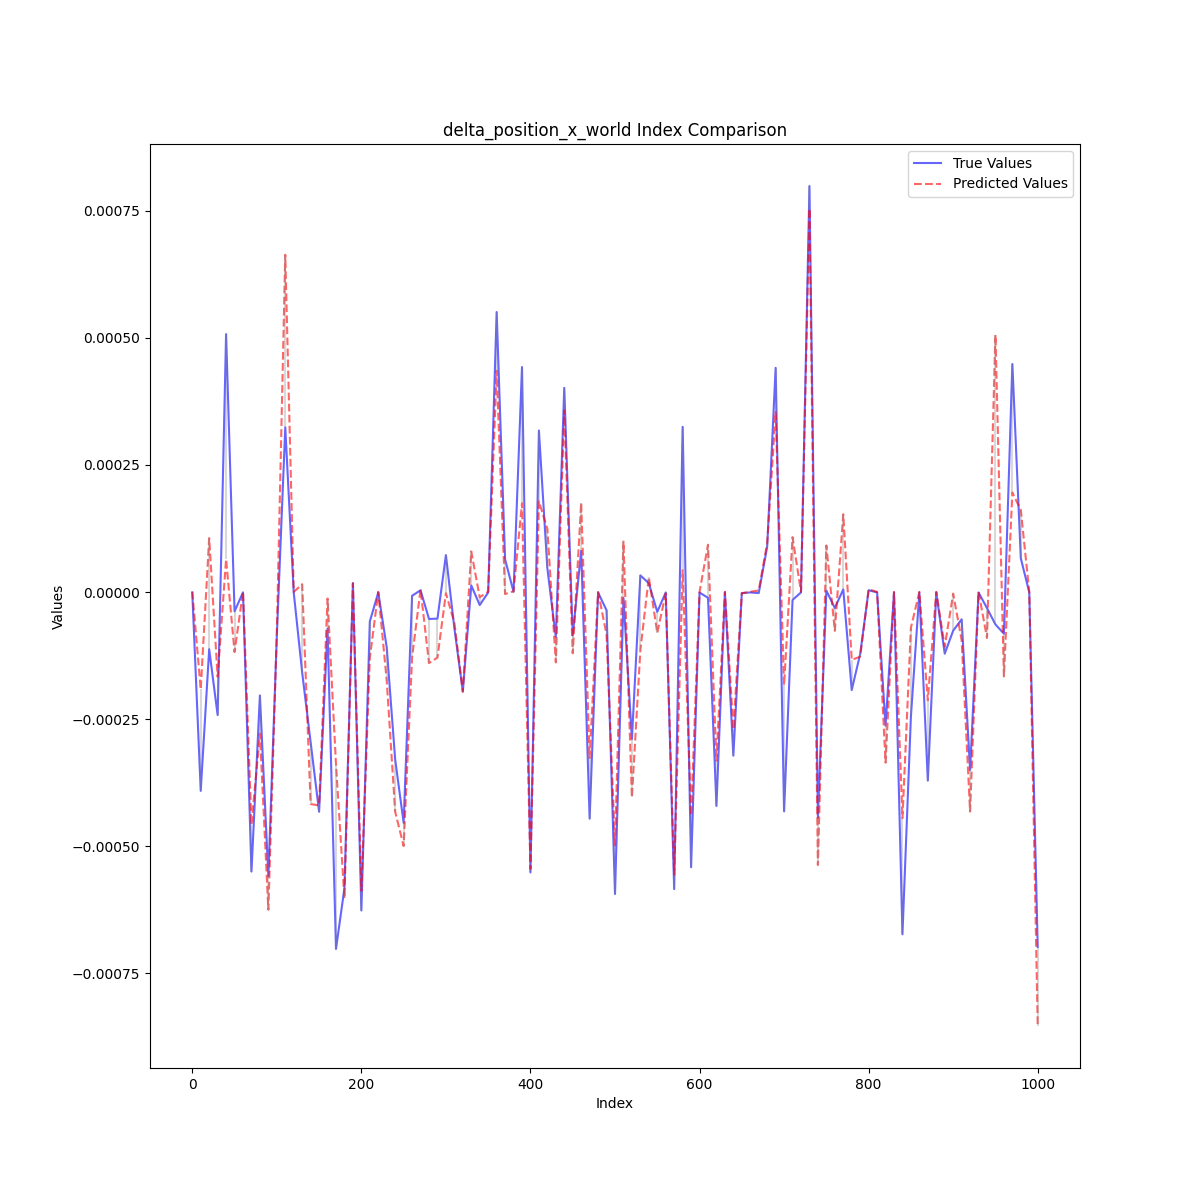 delta_position_x_world Index Comparison
True Values
Predicted Values
0.00075
0.00050
0.00025
0.00000
−0.00025
−0.00050
−0.00075
Values
0 200 400 600 800 1000
Index